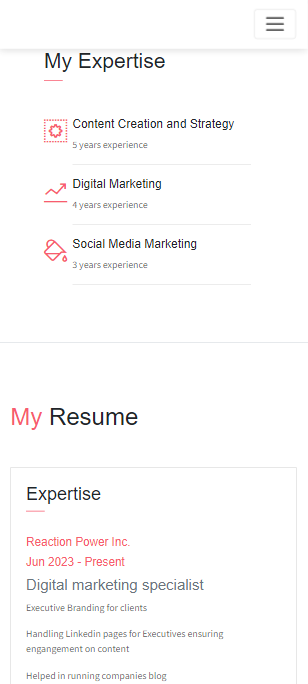 My Expertise
Content Creation and Strategy
5 years experience
Digital Marketing
4 years experience
Social Media Marketing
3 years experience
My Resume
Expertise
Reaction Power Inc.
Jun 2023 - Present
Digital marketing specialist
Executive Branding for clients
Handling Linkedin pages for Executives ensuring
engangement on content
Helped in running companies blog